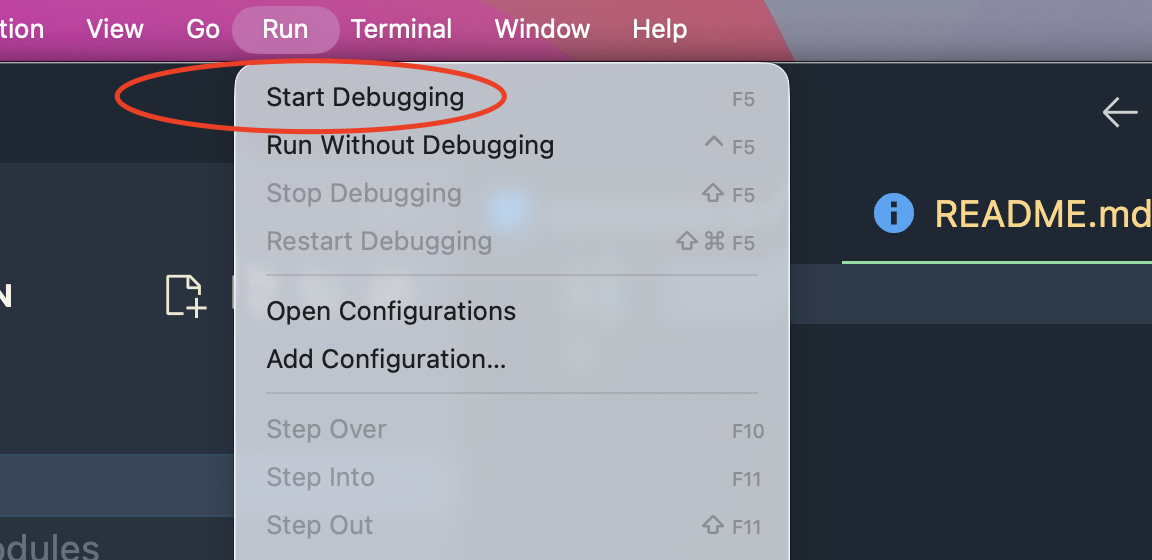 tion View Go Run Terminal Window Help
Start Debugging F5
Run Without Debugging ^ F5
Stop Debugging ⇧ F5
Restart Debugging ⇧ ⌘ F5
README.md
N
Open Configurations
Add Configuration...
Step Over F10
Step Into F11
Step Out ⇧ F11
odules